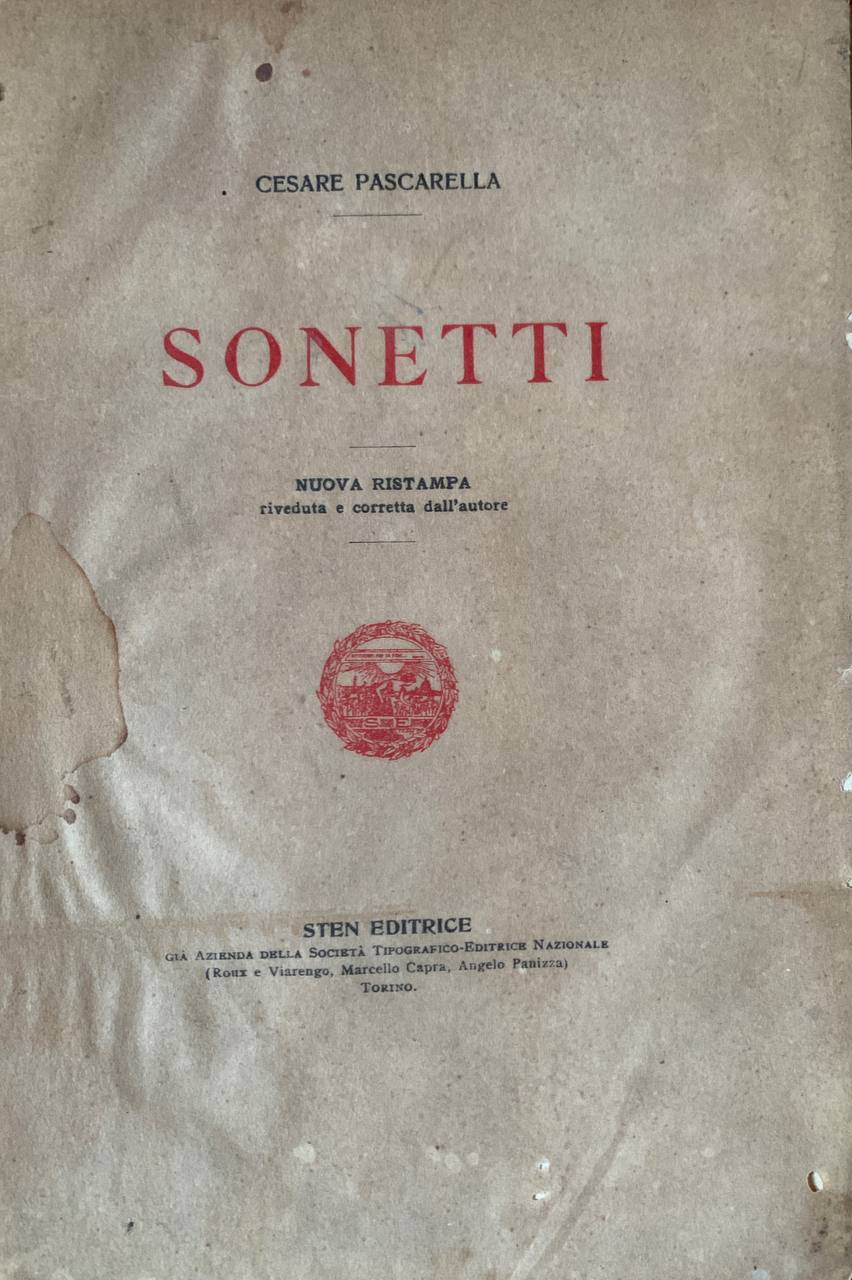 CESARE PASCARELLA
SONETTI
NUOVA RISTAMPA
riveduta e corretta dall'autore
STEN
STEN EDITRICE
GIÀ AZIENDA DELLA SOCIETÀ TIPOGRAFICO-EDITRICE NAZIONALE
(Roux e Viarengo, Marcello Capra, Angelo Panizza)
TORINO.